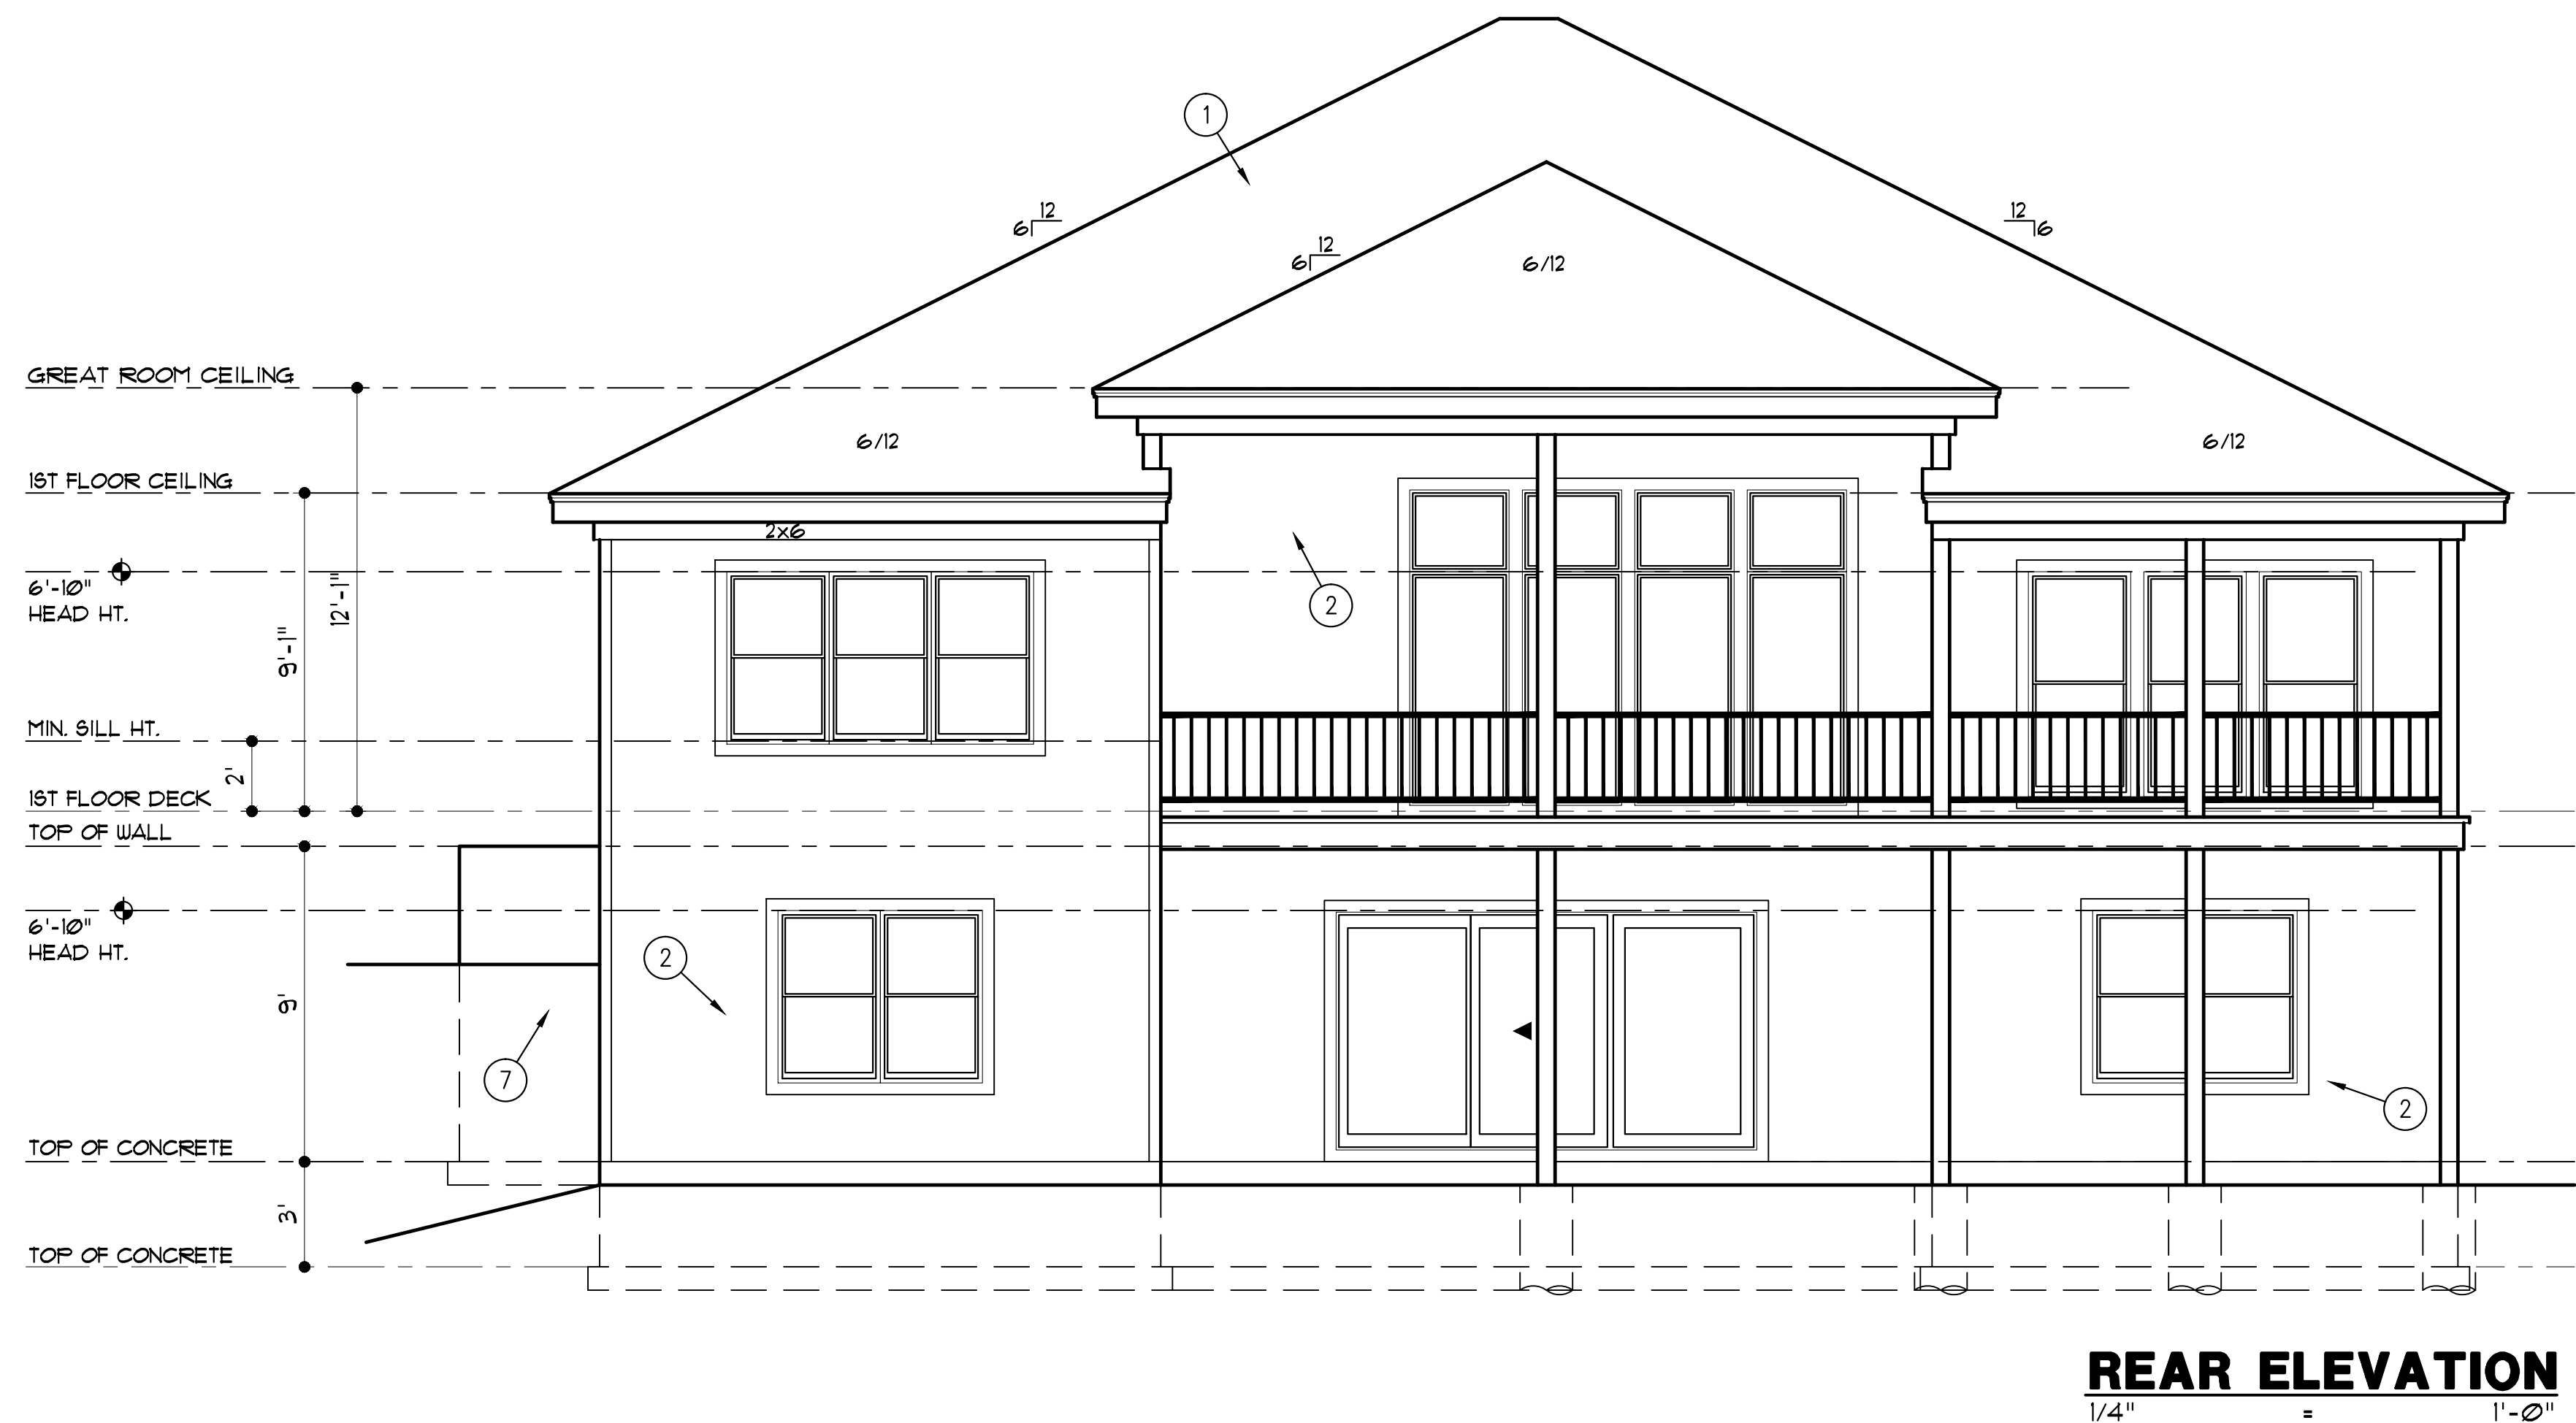 1
12
6
12
6
12
6
6/12
GREAT ROOM CEILING
6/12
6/12
1ST FLOOR CEILING
2x6
6'-10"
HEAD HT.
12'-1"
9'-1"
2
MIN. SILL HT.
2'
1ST FLOOR DECK
TOP OF WALL
6'-10"
HEAD HT.
2
9'
7
2
TOP OF CONCRETE
3'
TOP OF CONCRETE
REAR ELEVATION
1/4" = 1'-0"